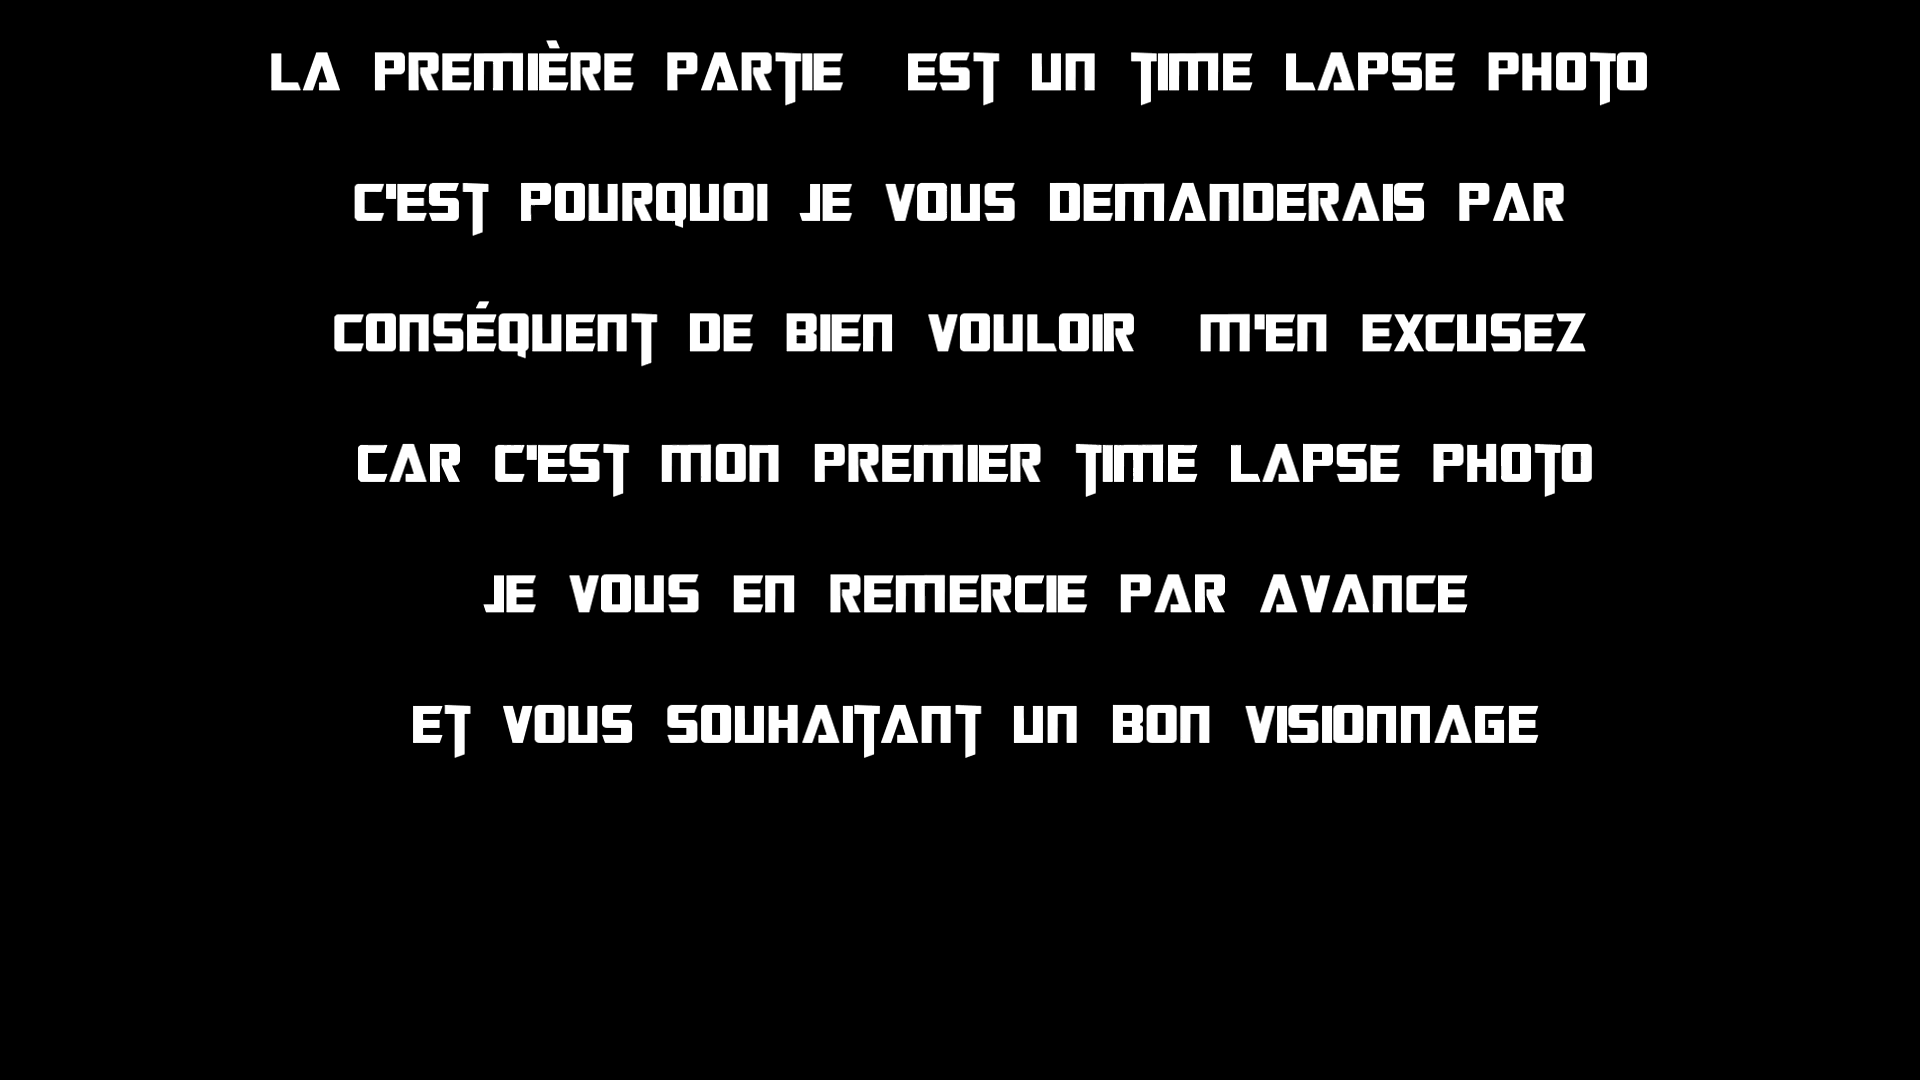 LA PREMIÈRE PARTIE EST UN TIME LAPSE PHOTO
C'EST POURQUOI JE VOUS DEMANDERAIS PAR
CONSÉQUENT DE BIEN VOULOIR M'EN EXCUSEZ
CAR C'EST MON PREMIER TIME LAPSE PHOTO
JE VOUS EN REMERCIE PAR AVANCE
ET VOUS SOUHAITANT UN BON VISIONNAGE